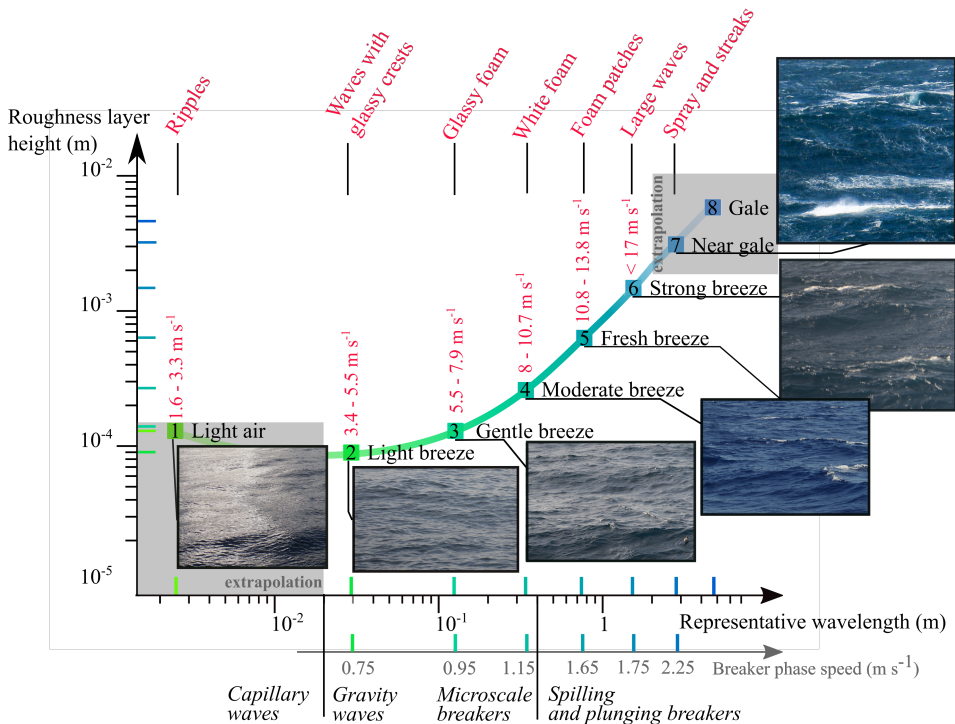 Ripples
Waves with
glassy crests
Glassy foam
White foam
Foam patches
Large waves
Spray and streaks
Roughness layer
height (m)
10-2
10-3
10-4
10-5
1.6 - 3.3 m s-1
3.4 - 5.5 m s-1
5.5 - 7.9 m s-1
8 - 10.7 m s-1
10.8 - 13.8 m s-1
< 17 m s-1
extrapolation
8 Gale
7 Near gale
6 Strong breeze
5 Fresh breeze
4 Moderate breeze
3 Gentle breeze
2 Light breeze
1 Light air
extrapolation
10-2
10-1
1
Representative wavelength (m)
0.75
0.95
1.15
1.65
1.75
2.25
Breaker phase speed (m s-1)
Capillary
waves
Gravity
waves
Microscale
breakers
Spilling
and plunging breakers